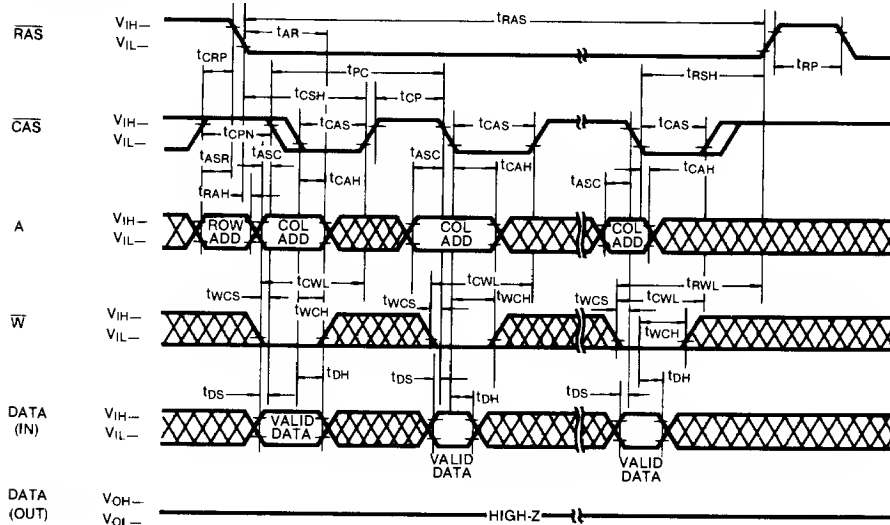 RAS
VIH—
VIL—
tRAS
tAR
tCRP
tPC
tRSH
tRP
CAS
VIH—
VIL—
tCSH
tCP
tCPN
tCAS
tCAS
tCAS
tASR
tASC
tASC
tASC
tRAH
tCAH
tCAH
tCAH
A
VIH—
VIL—
ROW
ADD
COL
ADD
COL
ADD
COL
ADD
tCWL
tCWL
tRWL
tCWL
tWCS
tWCH
tWCS
tWCH
tWCS
tWCH
W
VIH—
VIL—
tDS
tDH
tDS
tDH
tDS
tDH
DATA
(IN)
VIH—
VIL—
VALID
DATA
VALID
DATA
VALID
DATA
DATA
(OUT)
VOH—
VOL—
HIGH-Z